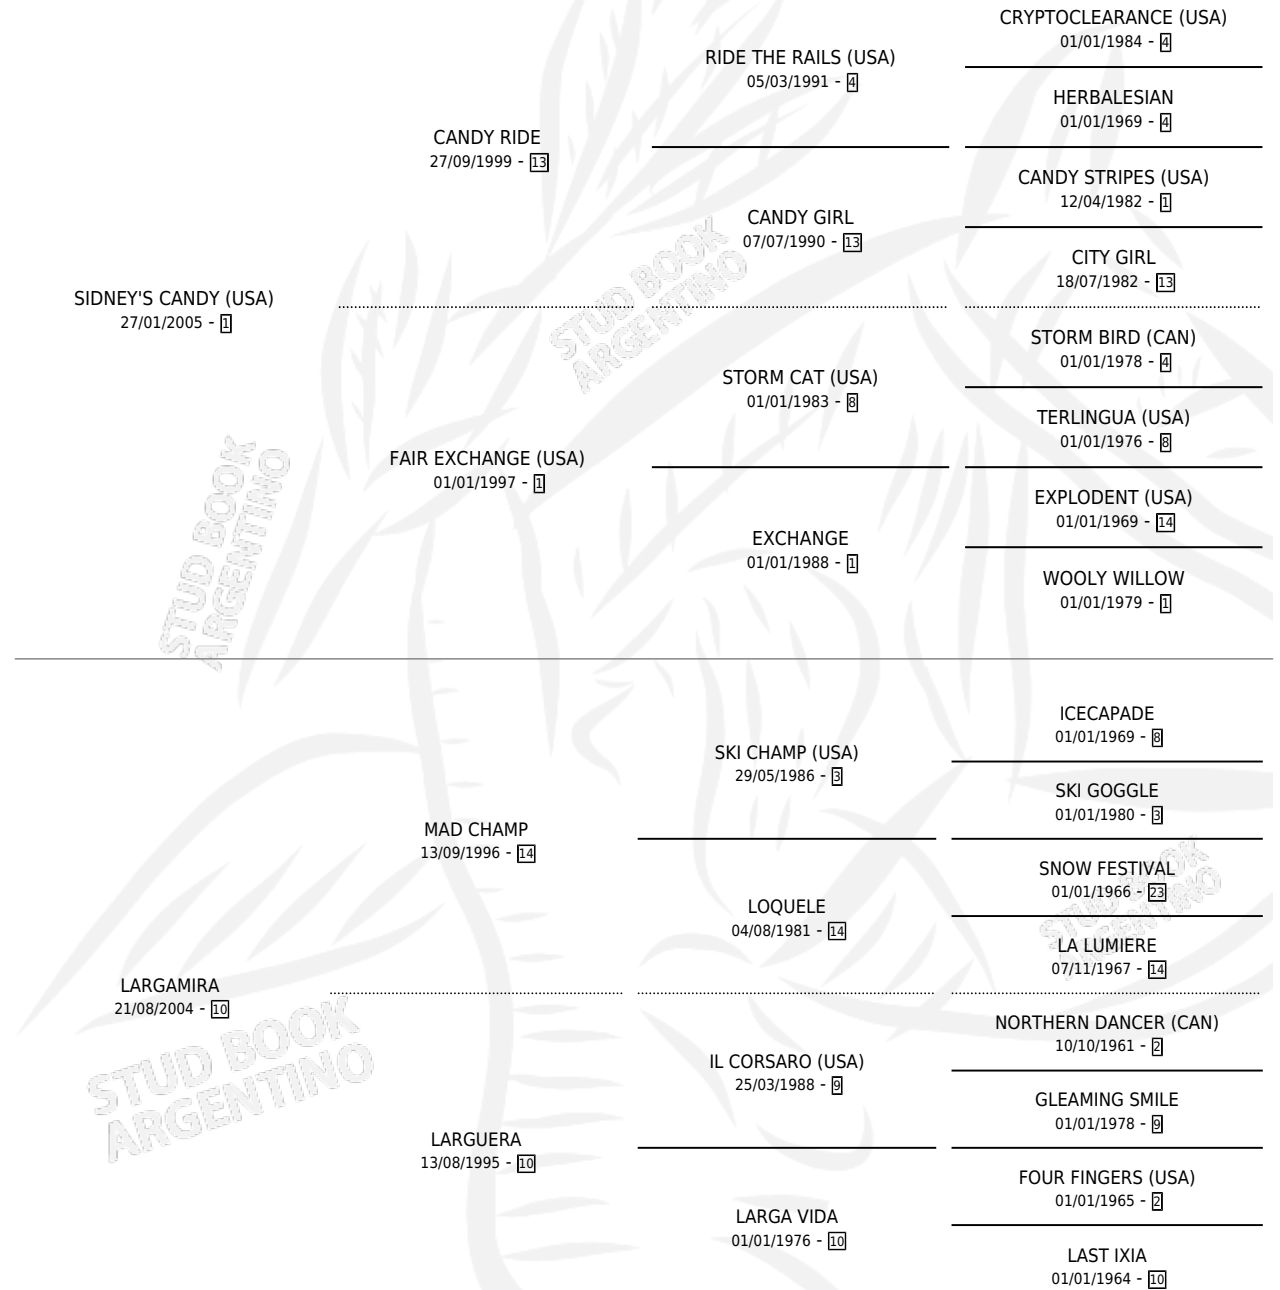 CRYPTOCLEARANCE (USA)
01/01/1984 - 4
RIDE THE RAILS (USA)
05/03/1991 - 4
HERBALESIAN
01/01/1969 - 4
CANDY RIDE
27/09/1999 - 13
CANDY STRIPES (USA)
12/04/1982 - 1
CANDY GIRL
07/07/1990 - 13
CITY GIRL
18/07/1982 - 13
SIDNEY'S CANDY (USA)
27/01/2005 - 1
STUD BOOK
ARGENTINO
STORM BIRD (CAN)
01/01/1978 - 4
STORM CAT (USA)
01/01/1983 - 8
TERLINGUA (USA)
01/01/1976 - 8
FAIR EXCHANGE (USA)
01/01/1997 - 1
EXPLODENT (USA)
01/01/1969 - 14
EXCHANGE
01/01/1988 - 1
WOOLY WILLOW
01/01/1979 - 1
STUD BOOK
ARGENTINO
ICECAPADE
01/01/1969 - 8
SKI CHAMP (USA)
29/05/1986 - 3
SKI GOGGLE
01/01/1980 - 3
MAD CHAMP
13/09/1996 - 14
SNOW FESTIVAL
01/01/1966 - 23
LOQUELE
04/08/1981 - 14
LA LUMIERE
07/11/1967 - 14
STUD BOOK
ARGENTINO
LARGAMIRA
21/08/2004 - 10
NORTHERN DANCER (CAN)
10/10/1961 - 2
IL CORSARO (USA)
25/03/1988 - 9
GLEAMING SMILE
01/01/1978 - 9
STUD BOOK
ARGENTINO
LARGUERA
13/08/1995 - 10
FOUR FINGERS (USA)
01/01/1965 - 2
LARGA VIDA
01/01/1976 - 10
LAST IXIA
01/01/1964 - 10